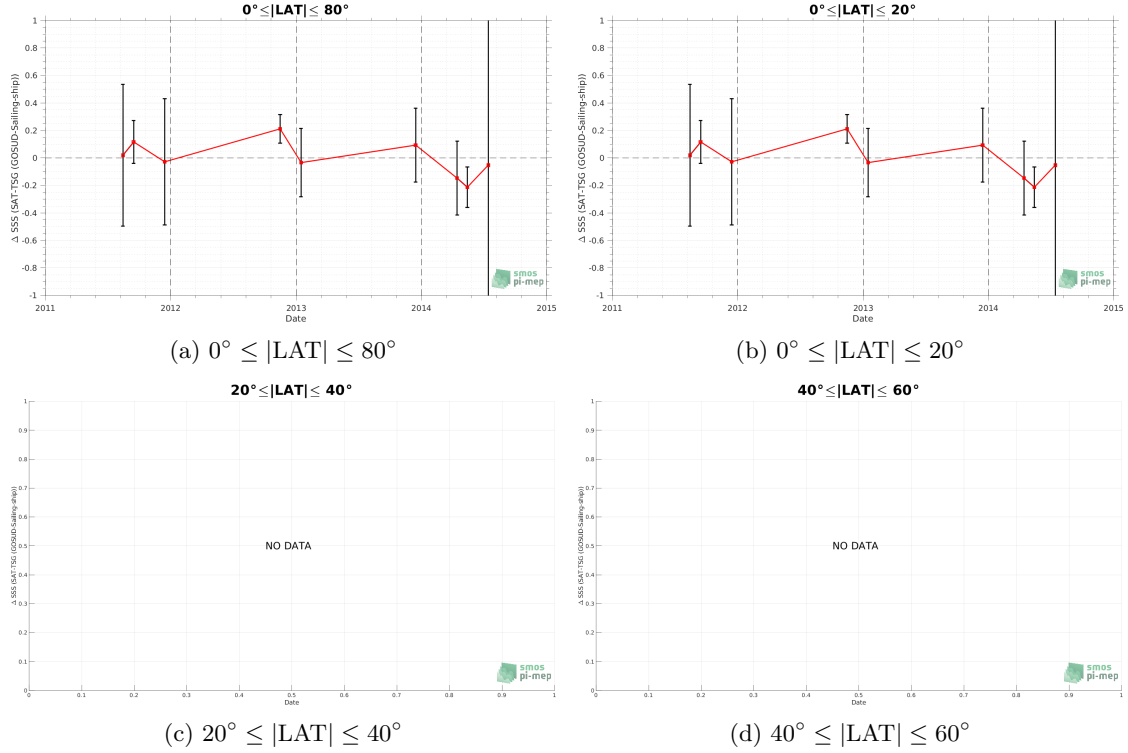 0°≤|LAT|≤ 80°
1
0.8
0.6
0.4
0.2
0
-0.2
-0.4
-0.6
-0.8
-1
Δ SSS (SAT-TSG (GOSUD-Sailing-ship))
2011
2012
2013
2014
2015
Date
smos
pi-mep
(a) 0° ≤ |LAT| ≤ 80°
0°≤|LAT|≤ 20°
1
0.8
0.6
0.4
0.2
0
-0.2
-0.4
-0.6
-0.8
-1
Δ SSS (SAT-TSG (GOSUD-Sailing-ship))
2011
2012
2013
2014
2015
Date
smos
pi-mep
(b) 0° ≤ |LAT| ≤ 20°
20°≤|LAT|≤ 40°
1
0.9
0.8
0.7
0.6
0.5
0.4
0.3
0.2
0.1
0
Δ SSS (SAT-TSG (GOSUD-Sailing-ship))
NO DATA
0
0.1
0.2
0.3
0.4
0.5
0.6
0.7
0.8
0.9
1
Date
smos
pi-mep
(c) 20° ≤ |LAT| ≤ 40°
40°≤|LAT|≤ 60°
1
0.9
0.8
0.7
0.6
0.5
0.4
0.3
0.2
0.1
0
Δ SSS (SAT-TSG (GOSUD-Sailing-ship))
NO DATA
0
0.1
0.2
0.3
0.4
0.5
0.6
0.7
0.8
0.9
1
Date
smos
pi-mep
(d) 40° ≤ |LAT| ≤ 60°